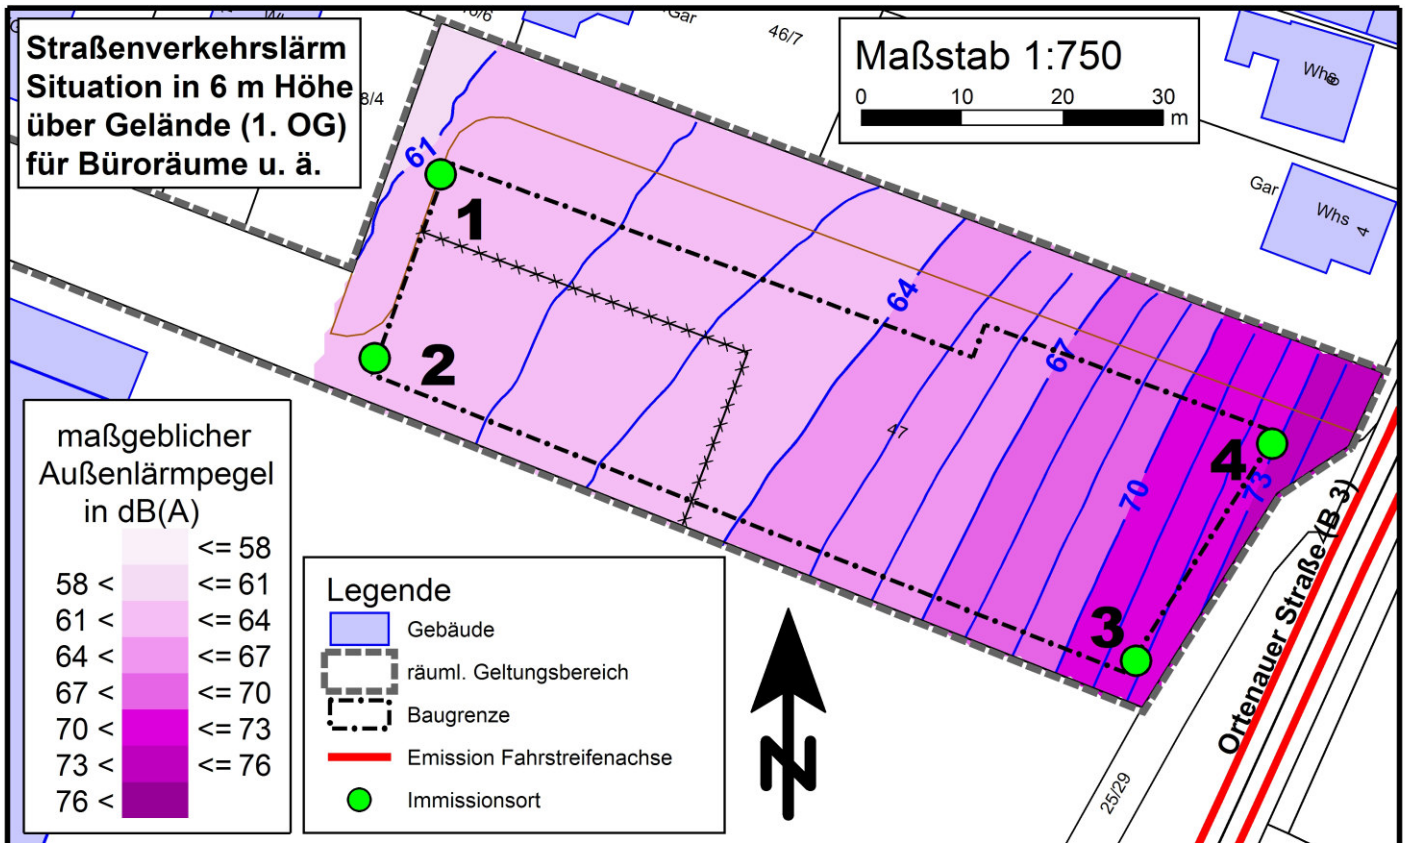 Straßenverkehrslärm
Situation in 6 m Höhe
über Gelände (1. OG)
für Büroräume u. ä.
8/4
Gar
46/7
Maßstab 1:750
0 10 20 30
m
Whs
Gar
Whs
4
61
1
2
64
67
47
70
73
4
3
maßgeblicher
Außenlärmpegel
in dB(A)
<= 58
58 < <= 61
61 < <= 64
64 < <= 67
67 < <= 70
70 < <= 73
73 < <= 76
76 <
Legende
Gebäude
räuml. Geltungsbereich
Baugrenze
Emission Fahrstreifenachse
Immissionsort
N
Ortenauer Straße (B 3)
25/29